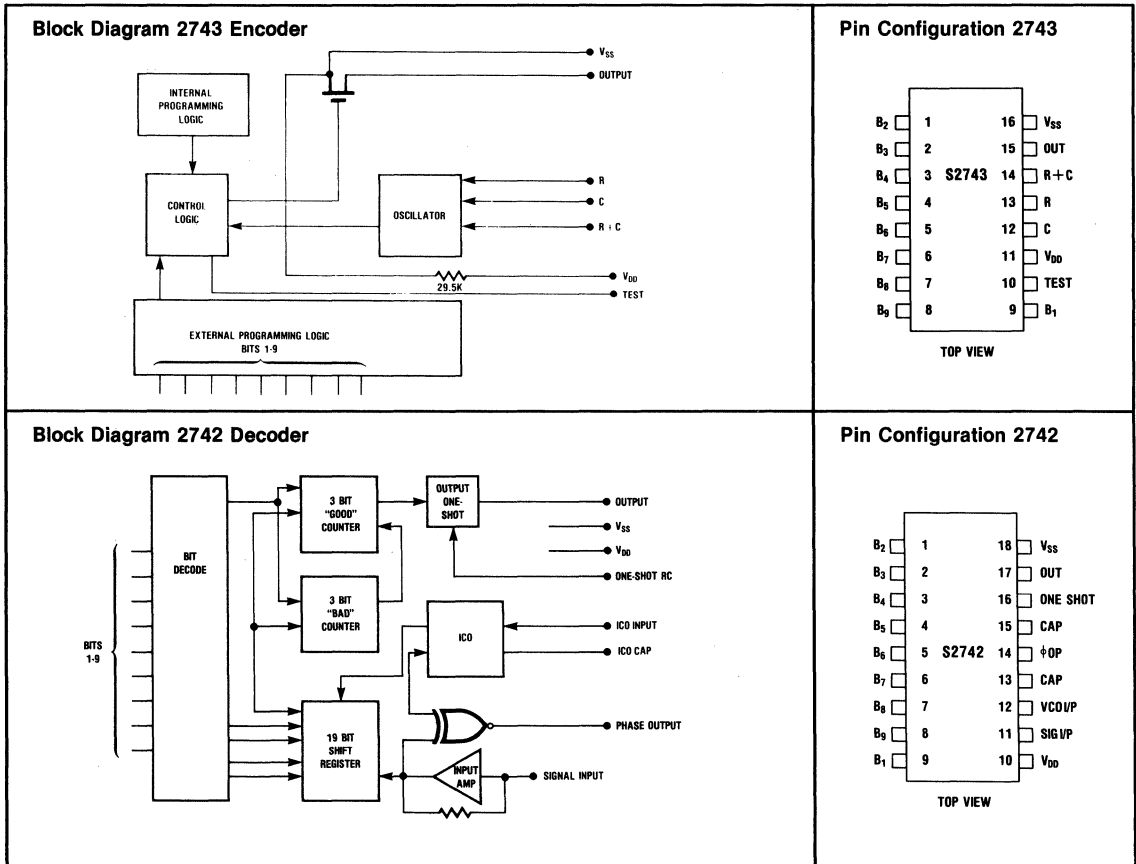 Block Diagram 2743 Encoder
VSS
OUTPUT
INTERNAL
PROGRAMMING
LOGIC
CONTROL
LOGIC
OSCILLATOR
R
C
R + C
VDD
29.5K
TEST
EXTERNAL PROGRAMMING LOGIC
BITS 1-9
Pin Configuration 2743
B2 1 16 VSS
B3 2 15 OUT
B4 3 S2743 14 R+C
B5 4 13 R
B6 5 12 C
B7 6 11 VDD
B8 7 10 TEST
B9 8 9 B1
TOP VIEW
Block Diagram 2742 Decoder
BITS
1-9
BIT
DECODE
3 BIT
"GOOD"
COUNTER
OUTPUT
ONE-
SHOT
OUTPUT
VSS
VDD
ONE-SHOT RC
3 BIT
"BAD"
COUNTER
ICO
ICO INPUT
ICO CAP
19 BIT
SHIFT
REGISTER
PHASE OUTPUT
INPUT
AMP
SIGNAL INPUT
Pin Configuration 2742
B2 1 18 VSS
B3 2 17 OUT
B4 3 16 ONE SHOT
B5 4 15 CAP
B6 5 S2742 14 ϕOP
B7 6 13 CAP
B8 7 12 VCOI/P
B9 8 11 SIGI/P
B1 9 10 VDD
TOP VIEW